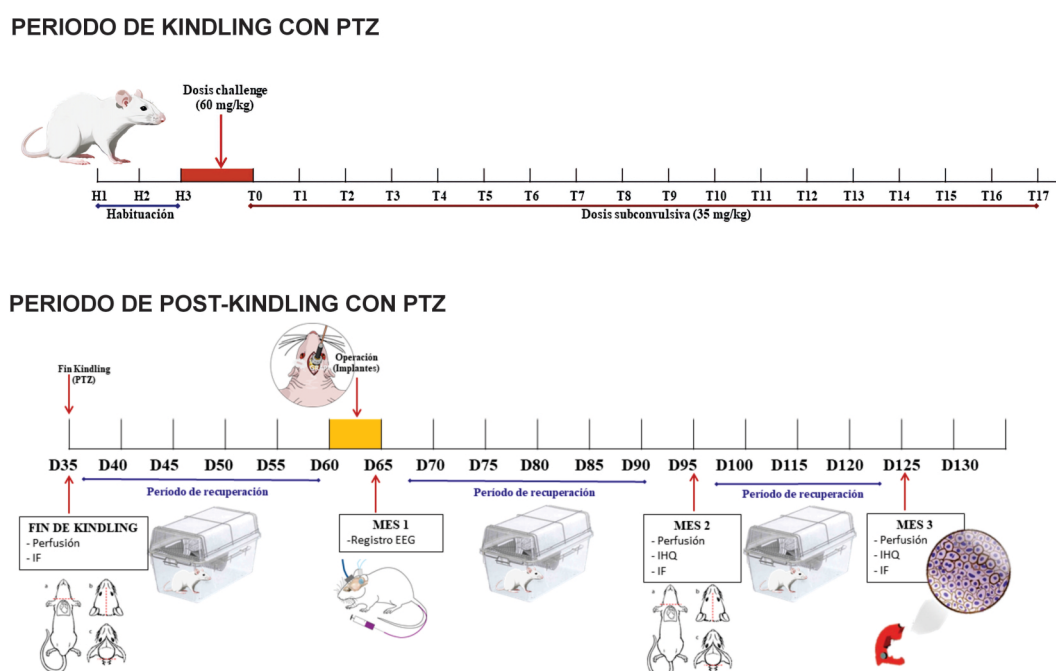 PERIODO DE KINDLING CON PTZ
Dosis challenge
(60 mg/kg)
H1 H2 H3 T0 T1 T2 T3 T4 T5 T6 T7 T8 T9 T10 T11 T12 T13 T14 T15 T16 T17
Habituación
Dosis subconvulsiva (35 mg/kg)
PERIODO DE POST-KINDLING CON PTZ
Fin Kindling
(PTZ)
Operación
(Implantes)
D35 D40 D45 D50 D55 D60 D65 D70 D75 D80 D85 D90 D95 D100 D115 D120 D125 D130
Período de recuperación
Período de recuperación
Período de recuperación
FIN DE KINDLING
- Perfusión
- IF
MES 1
-Registro EEG
MES 2
- Perfusión
- IHQ
- IF
MES 3
- Perfusión
- IHQ
- IF
a b
c
a b
c